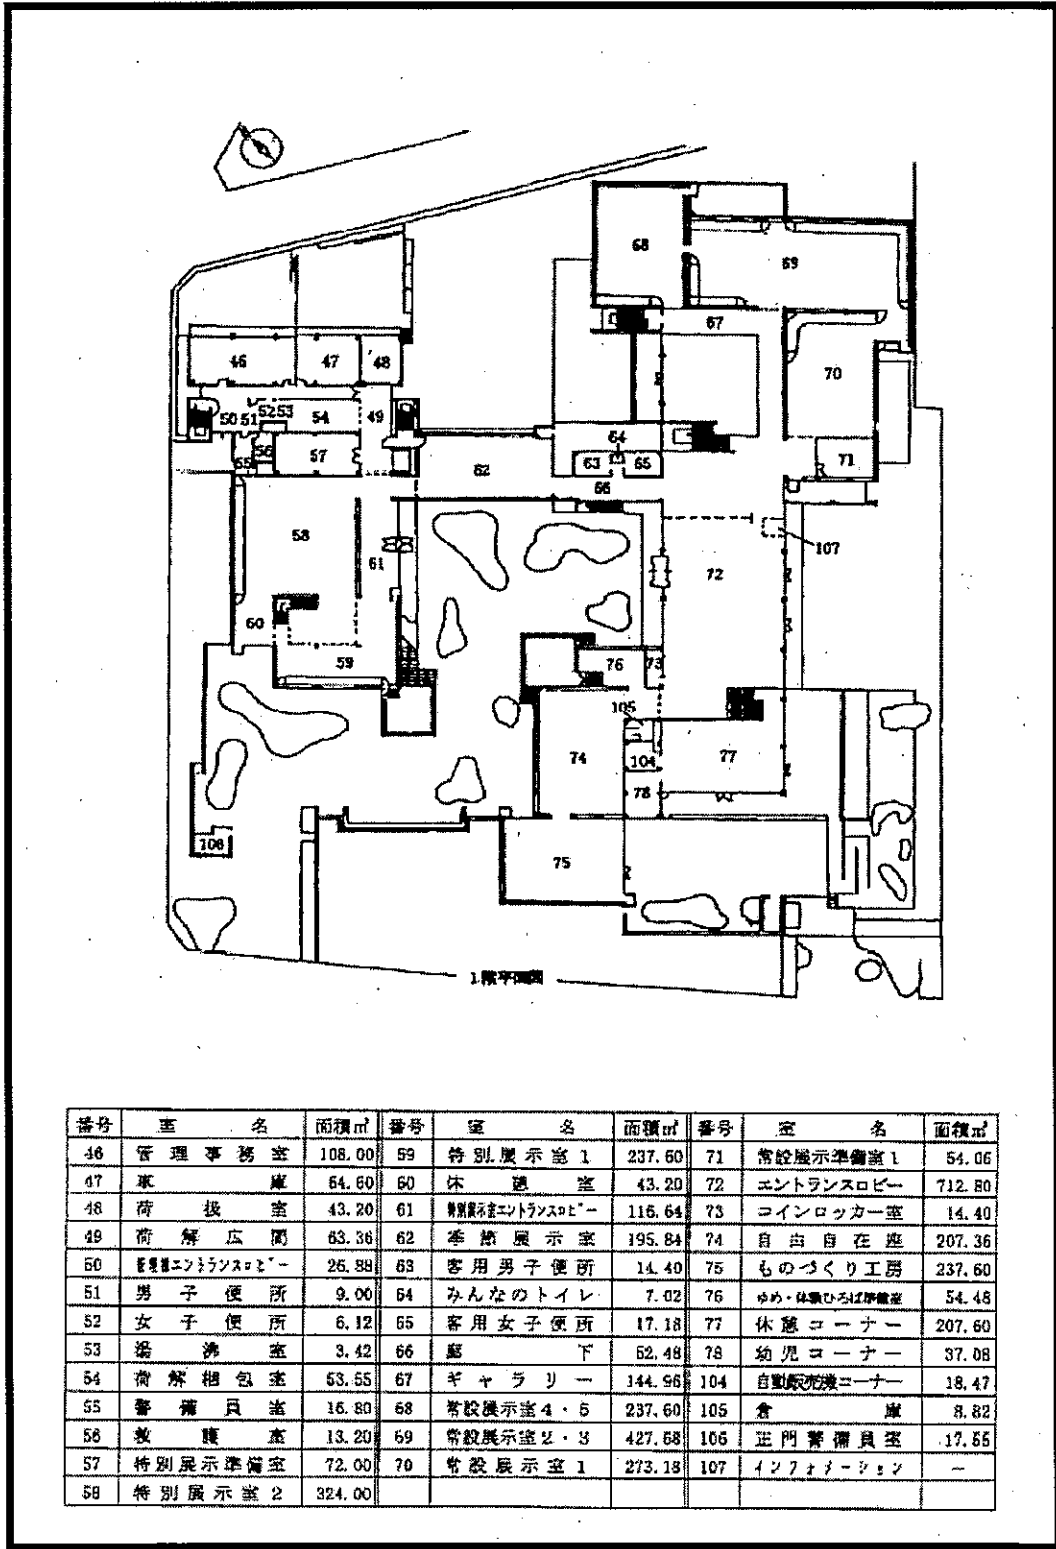 68
69
67
46
47
48
70
50
51
52
53
54
49
64
62
63
65
71
55
56
57
66
58
61
107
72
60
59
76
73
105
74
104
77
78
106
75
1階平面図
番号 室名 面積㎡ 番号 室名 面積㎡ 番号 室名 面積㎡
46 管理事務室 108.00 59 特別展示室1 237.60 71 常設展示準備室1 54.06
47 車庫 64.60 60 休憩室 43.20 72 エントランスロビー 712.80
48 荷扱室 43.20 61 特別展示室エントランスロビー 116.64 73 コインロッカー室 14.40
49 荷解広間 63.36 62 季節展示室 195.84 74 自由自在座 207.36
50 管理棟エントランスロビー 26.88 63 客用男子便所 14.40 75 ものづくり工房 237.60
51 男子便所 9.00 64 みんなのトイレ 7.02 76 ゆめ・体験ひろば準備室 54.48
52 女子便所 6.12 65 客用女子便所 17.18 77 休憩コーナー 207.60
53 湯沸室 3.42 66 廊下 52.48 78 幼児コーナー 37.08
54 荷解梱包室 53.55 67 ギャラリー 144.96 104 自動販売機コーナー 18.47
55 警備員室 16.80 68 常設展示室4・5 237.60 105 倉庫 8.82
56 救護室 13.20 69 常設展示室2・3 427.68 106 正門警備員室 17.55
57 特別展示準備室 72.00 70 常設展示室1 273.18 107 インフォメーション －
58 特別展示室2 324.00